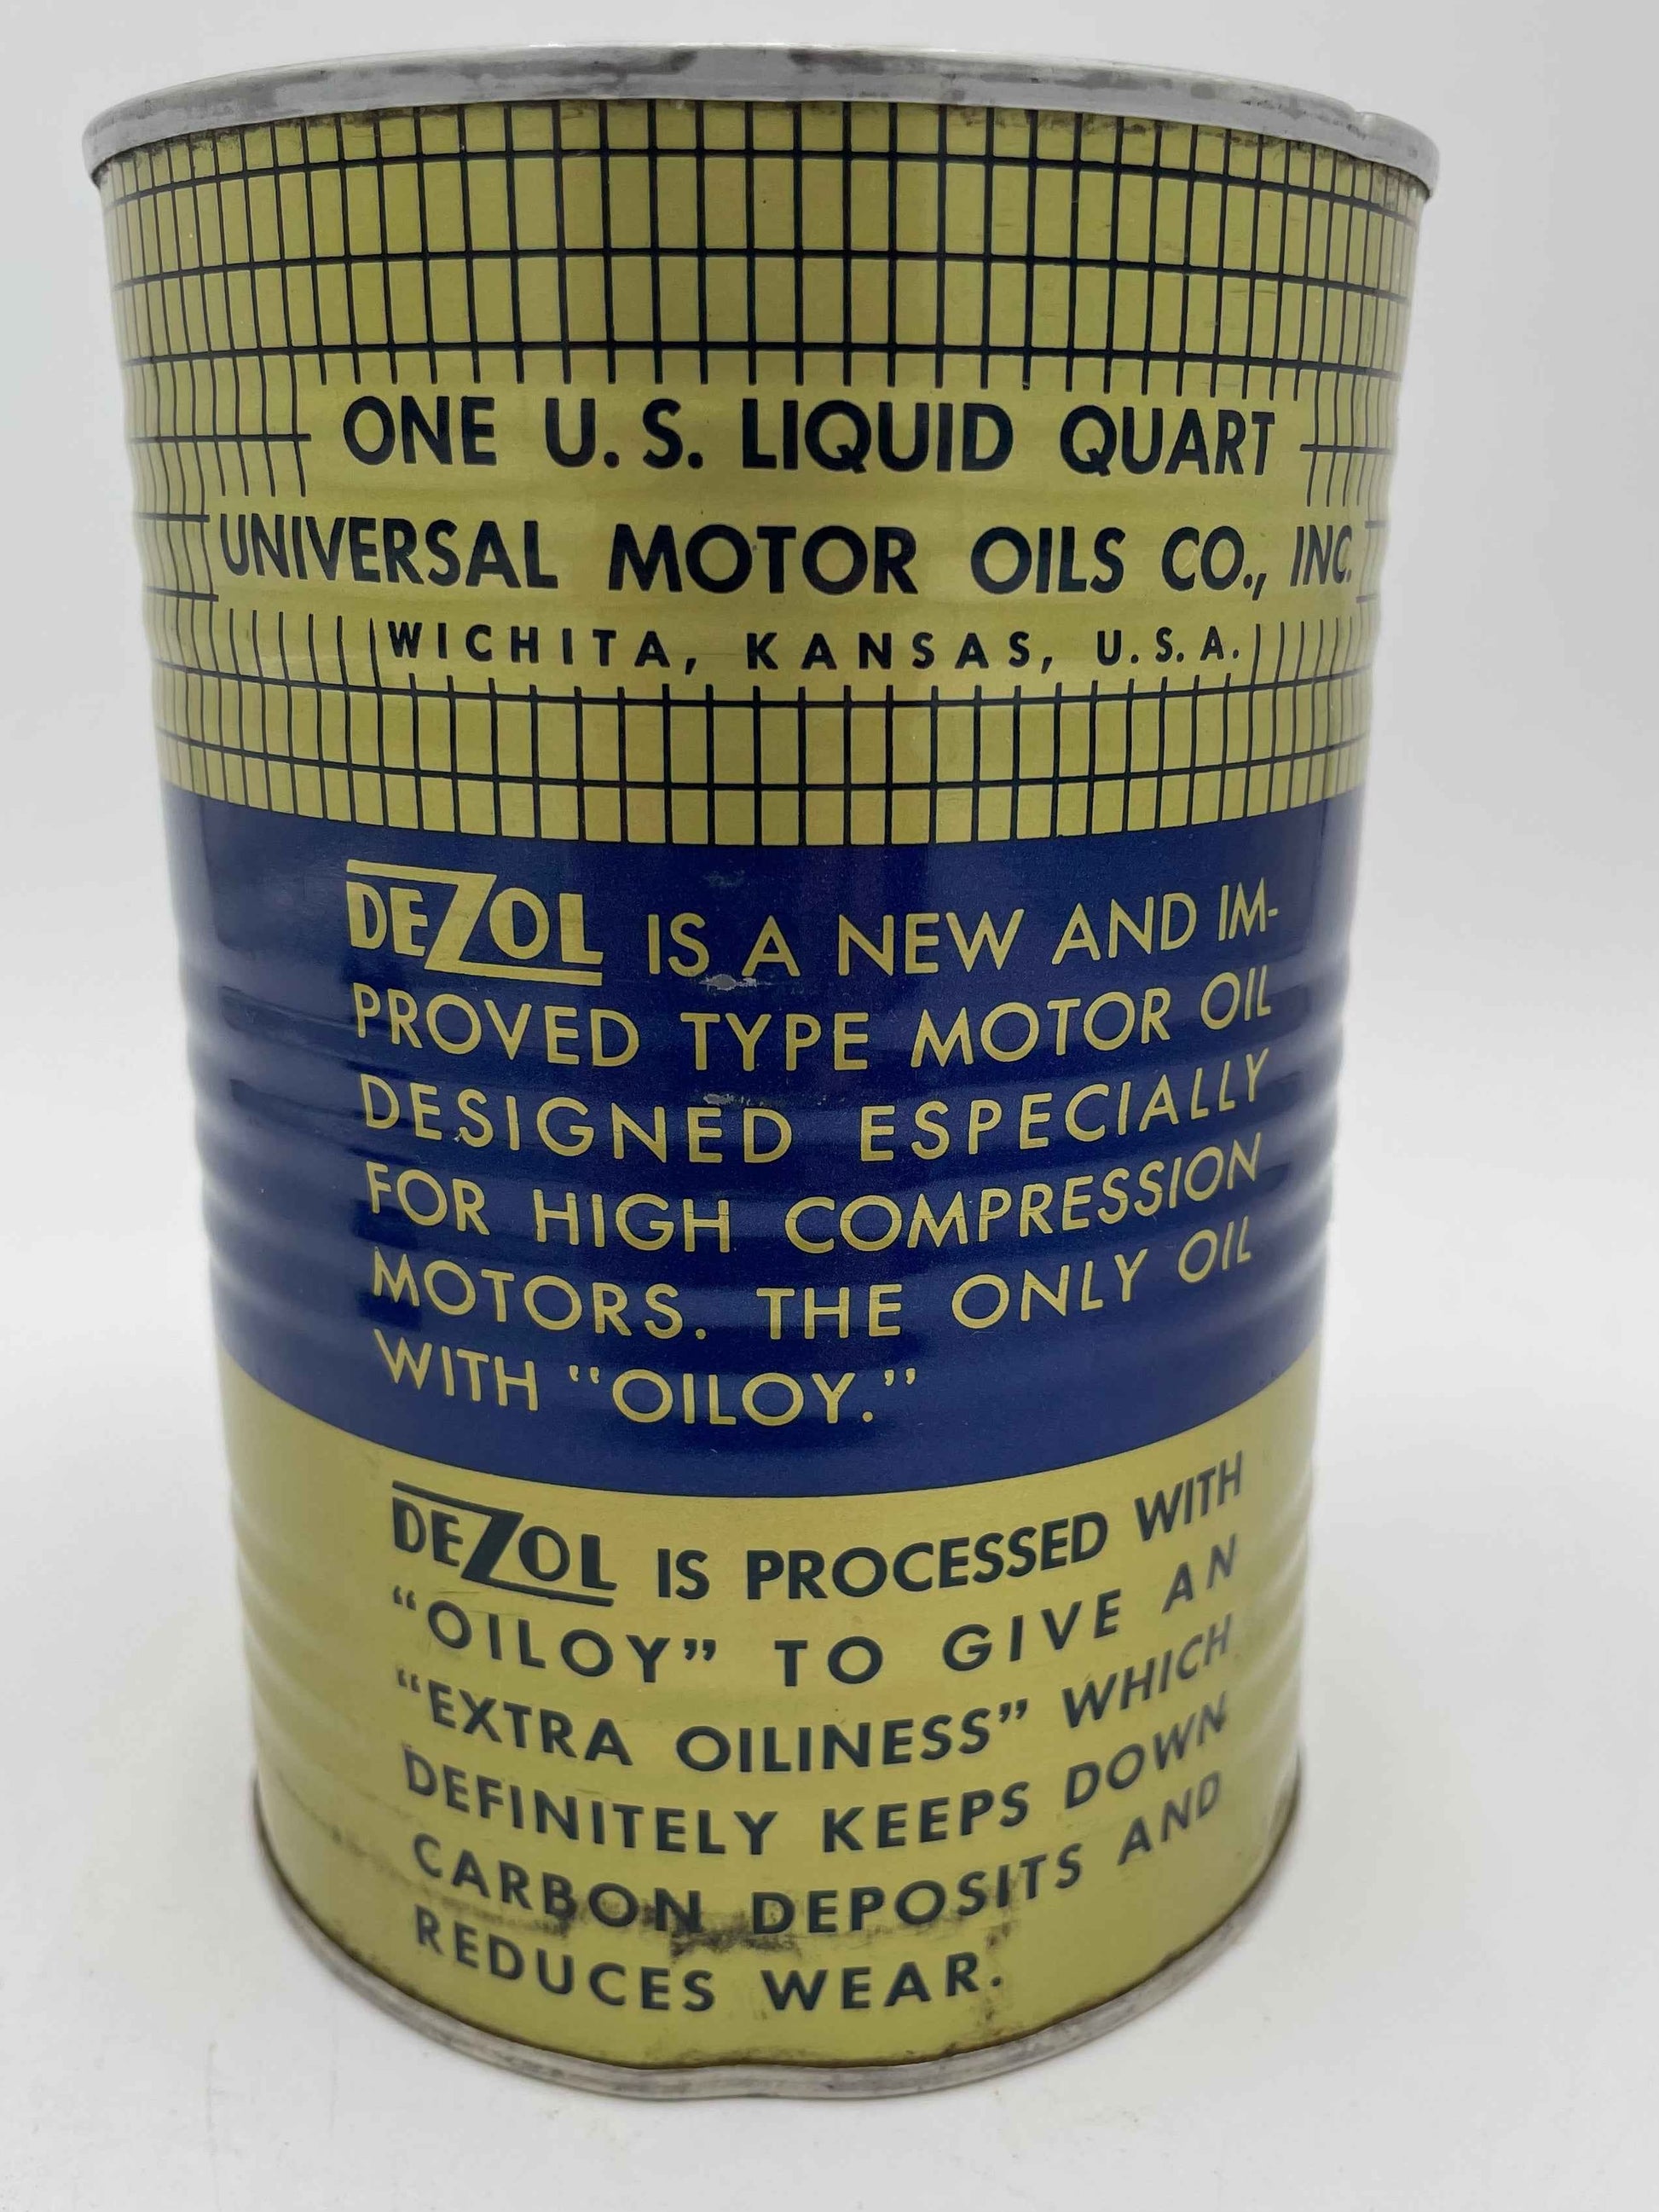 ONE U.S. LIQUID QUART
UNIVERSAL MOTOR OILS CO., INC.
WICHITA, KANSAS, U.S.A.
DEZOL IS A NEW AND IM-
PROVED TYPE MOTOR OIL
DESIGNED ESPECIALLY
FOR HIGH COMPRESSION
MOTORS. THE ONLY OIL
WITH "OILOY."
DEZOL IS PROCESSED WITH
"OILOY" TO GIVE AN
"EXTRA OILINESS" WHICH
DEFINITELY KEEPS DOWN
CARBON DEPOSITS AND
REDUCES WEAR.